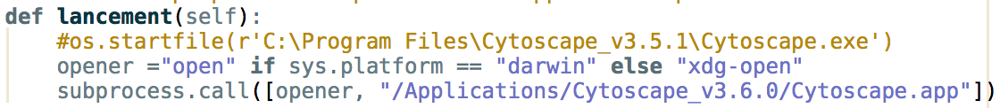 def lancement(self):
    #os.startfile(r'C:\Program Files\Cytoscape_v3.5.1\Cytoscape.exe')
    opener ="open" if sys.platform == "darwin" else "xdg-open"
    subprocess.call([opener, "/Applications/Cytoscape_v3.6.0/Cytoscape.app"])